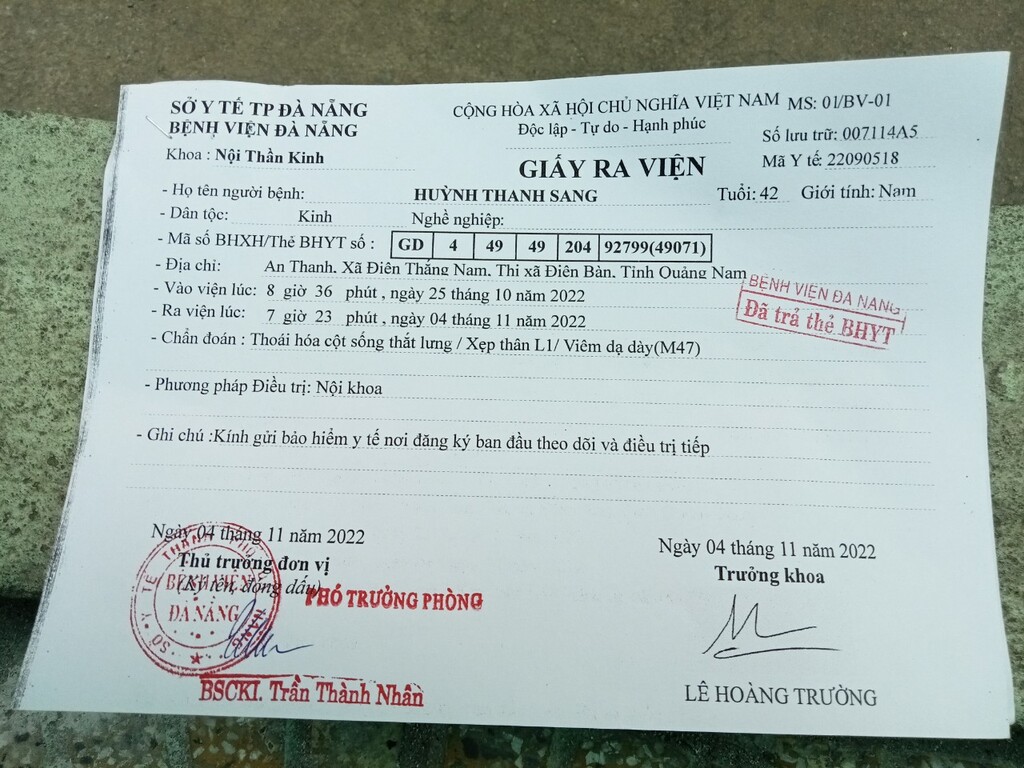 SỞ Y TẾ TP ĐÀ NẴNG
BỆNH VIỆN ĐÀ NẴNG
Khoa : Nội Thần Kinh
CỘNG HÒA XÃ HỘI CHỦ NGHĨA VIỆT NAM
Độc lập - Tự do - Hạnh phúc
MS: 01/BV-01
Số lưu trữ: 007114A5
Mã Y tế: 22090518
GIẤY RA VIỆN
- Họ tên người bệnh: HUỲNH THANH SANG Tuổi: 42 Giới tính: Nam
- Dân tộc: Kinh Nghề nghiệp:
- Mã số BHXH/Thẻ BHYT số : GD 4 49 49 204 92799(49071)
- Địa chỉ: An Thanh, Xã Điện Thắng Nam, Thị xã Điện Bàn, Tỉnh Quảng Nam
- Vào viện lúc: 8 giờ 36 phút , ngày 25 tháng 10 năm 2022
- Ra viện lúc: 7 giờ 23 phút , ngày 04 tháng 11 năm 2022
BỆNH VIỆN ĐÀ NẴNG
Đã trả thẻ BHYT
- Chẩn đoán : Thoái hóa cột sống thắt lưng / Xẹp thân L1/ Viêm dạ dày(M47)
- Phương pháp Điều trị: Nội khoa
- Ghi chú :Kính gửi bảo hiểm y tế nơi đăng ký ban đầu theo dõi và điều trị tiếp
Ngày 04 tháng 11 năm 2022
Thủ trưởng đơn vị
(Ký tên, đóng dấu)
PHÓ TRƯỞNG PHÒNG
SỞ Y TẾ THÀNH PHỐ ĐÀ NẴNG
BỆNH VIỆN
ĐÀ NẴNG
BSCKI. Trần Thành Nhân
Ngày 04 tháng 11 năm 2022
Trưởng khoa
LÊ HOÀNG TRƯỜNG